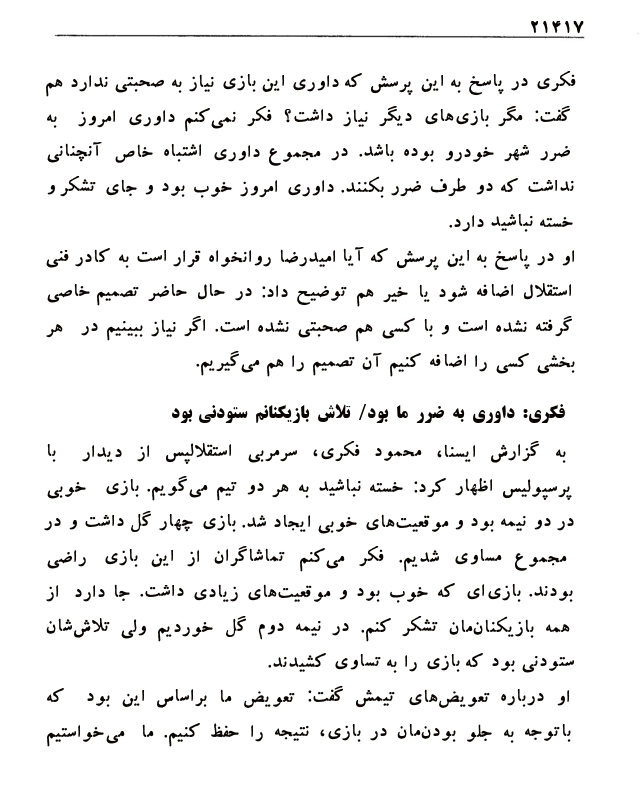 ۲۱۴۱۷
فکری در پاسخ به این پرسش که داوری این بازی نیاز به صحبتی ندارد هم
گفت: مگر بازی‌های دیگر نیاز داشت؟ فکر نمی‌کنم داوری امروز به
ضرر شهر خودرو بوده باشد. در مجموع داوری اشتباه خاص آنچنانی
نداشت که دو طرف ضرر بکنند. داوری امروز خوب بود و جای تشکر و
خسته نباشید دارد.
او در پاسخ به این پرسش که آیا امیدرضا روانخواه قرار است به کادر فنی
استقلال اضافه شود یا خیر هم توضیح داد: در حال حاضر تصمیم خاصی
گرفته نشده است و با کسی هم صحبتی نشده است. اگر نیاز ببینیم در هر
بخشی کسی را اضافه کنیم آن تصمیم را هم می‌گیریم.
فکری: داوری به ضرر ما بود/ تلاش بازیکنانم ستودنی بود
به گزارش ایسنا، محمود فکری، سرمربی استقلالپس از دیدار با
پرسپولیس اظهار کرد: خسته نباشید به هر دو تیم می‌گویم. بازی خوبی
در دو نیمه بود و موقعیت‌های خوبی ایجاد شد. بازی چهار گل داشت و در
مجموع مساوی شدیم. فکر می‌کنم تماشاگران از این بازی راضی
بودند. بازی‌ای که خوب بود و موقعیت‌های زیادی داشت. جا دارد از
همه بازیکنان‌مان تشکر کنم. در نیمه دوم گل خوردیم ولی تلاش‌شان
ستودنی بود که بازی را به تساوی کشیدند.
او درباره تعویض‌های تیمش گفت: تعویض ما براساس این بود که
باتوجه به جلو بودن‌مان در بازی، نتیجه را حفظ کنیم. ما می‌خواستیم